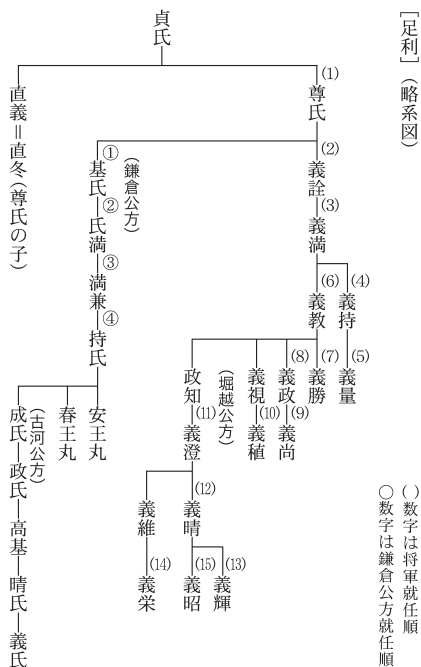 ［足利］（略系図）
貞氏
(1)
尊氏
直義＝直冬（尊氏の子）
(2)
義詮
①
基氏
（鎌倉公方）
②
氏満
③
満兼
④
持氏
(3)
義満
(4)
義持
(5)
義量
(6)
義教
(7)
義勝
(8)
義政
(9)
義尚
義視
(10)
義稙
政知
（堀越公方）
(11)
義澄
(12)
義晴
義維
(13)
義輝
(15)
義昭
(14)
義栄
安王丸
春王丸
成氏
（古河公方）
政氏
高基
晴氏
義氏
( )数字は将軍就任順
○数字は鎌倉公方就任順